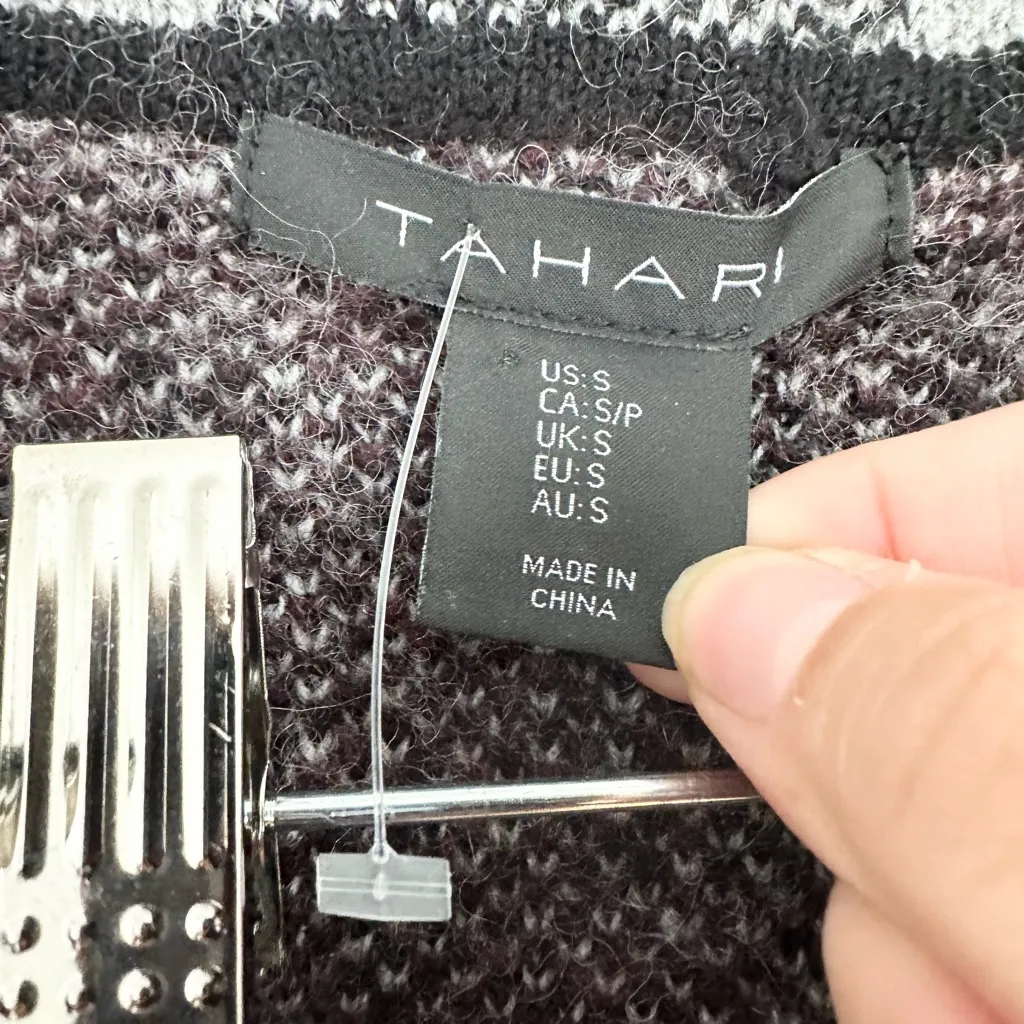 TAHARI
US: S
CA: S/P
UK: S
EU: S
AU: S
MADE IN
CHINA